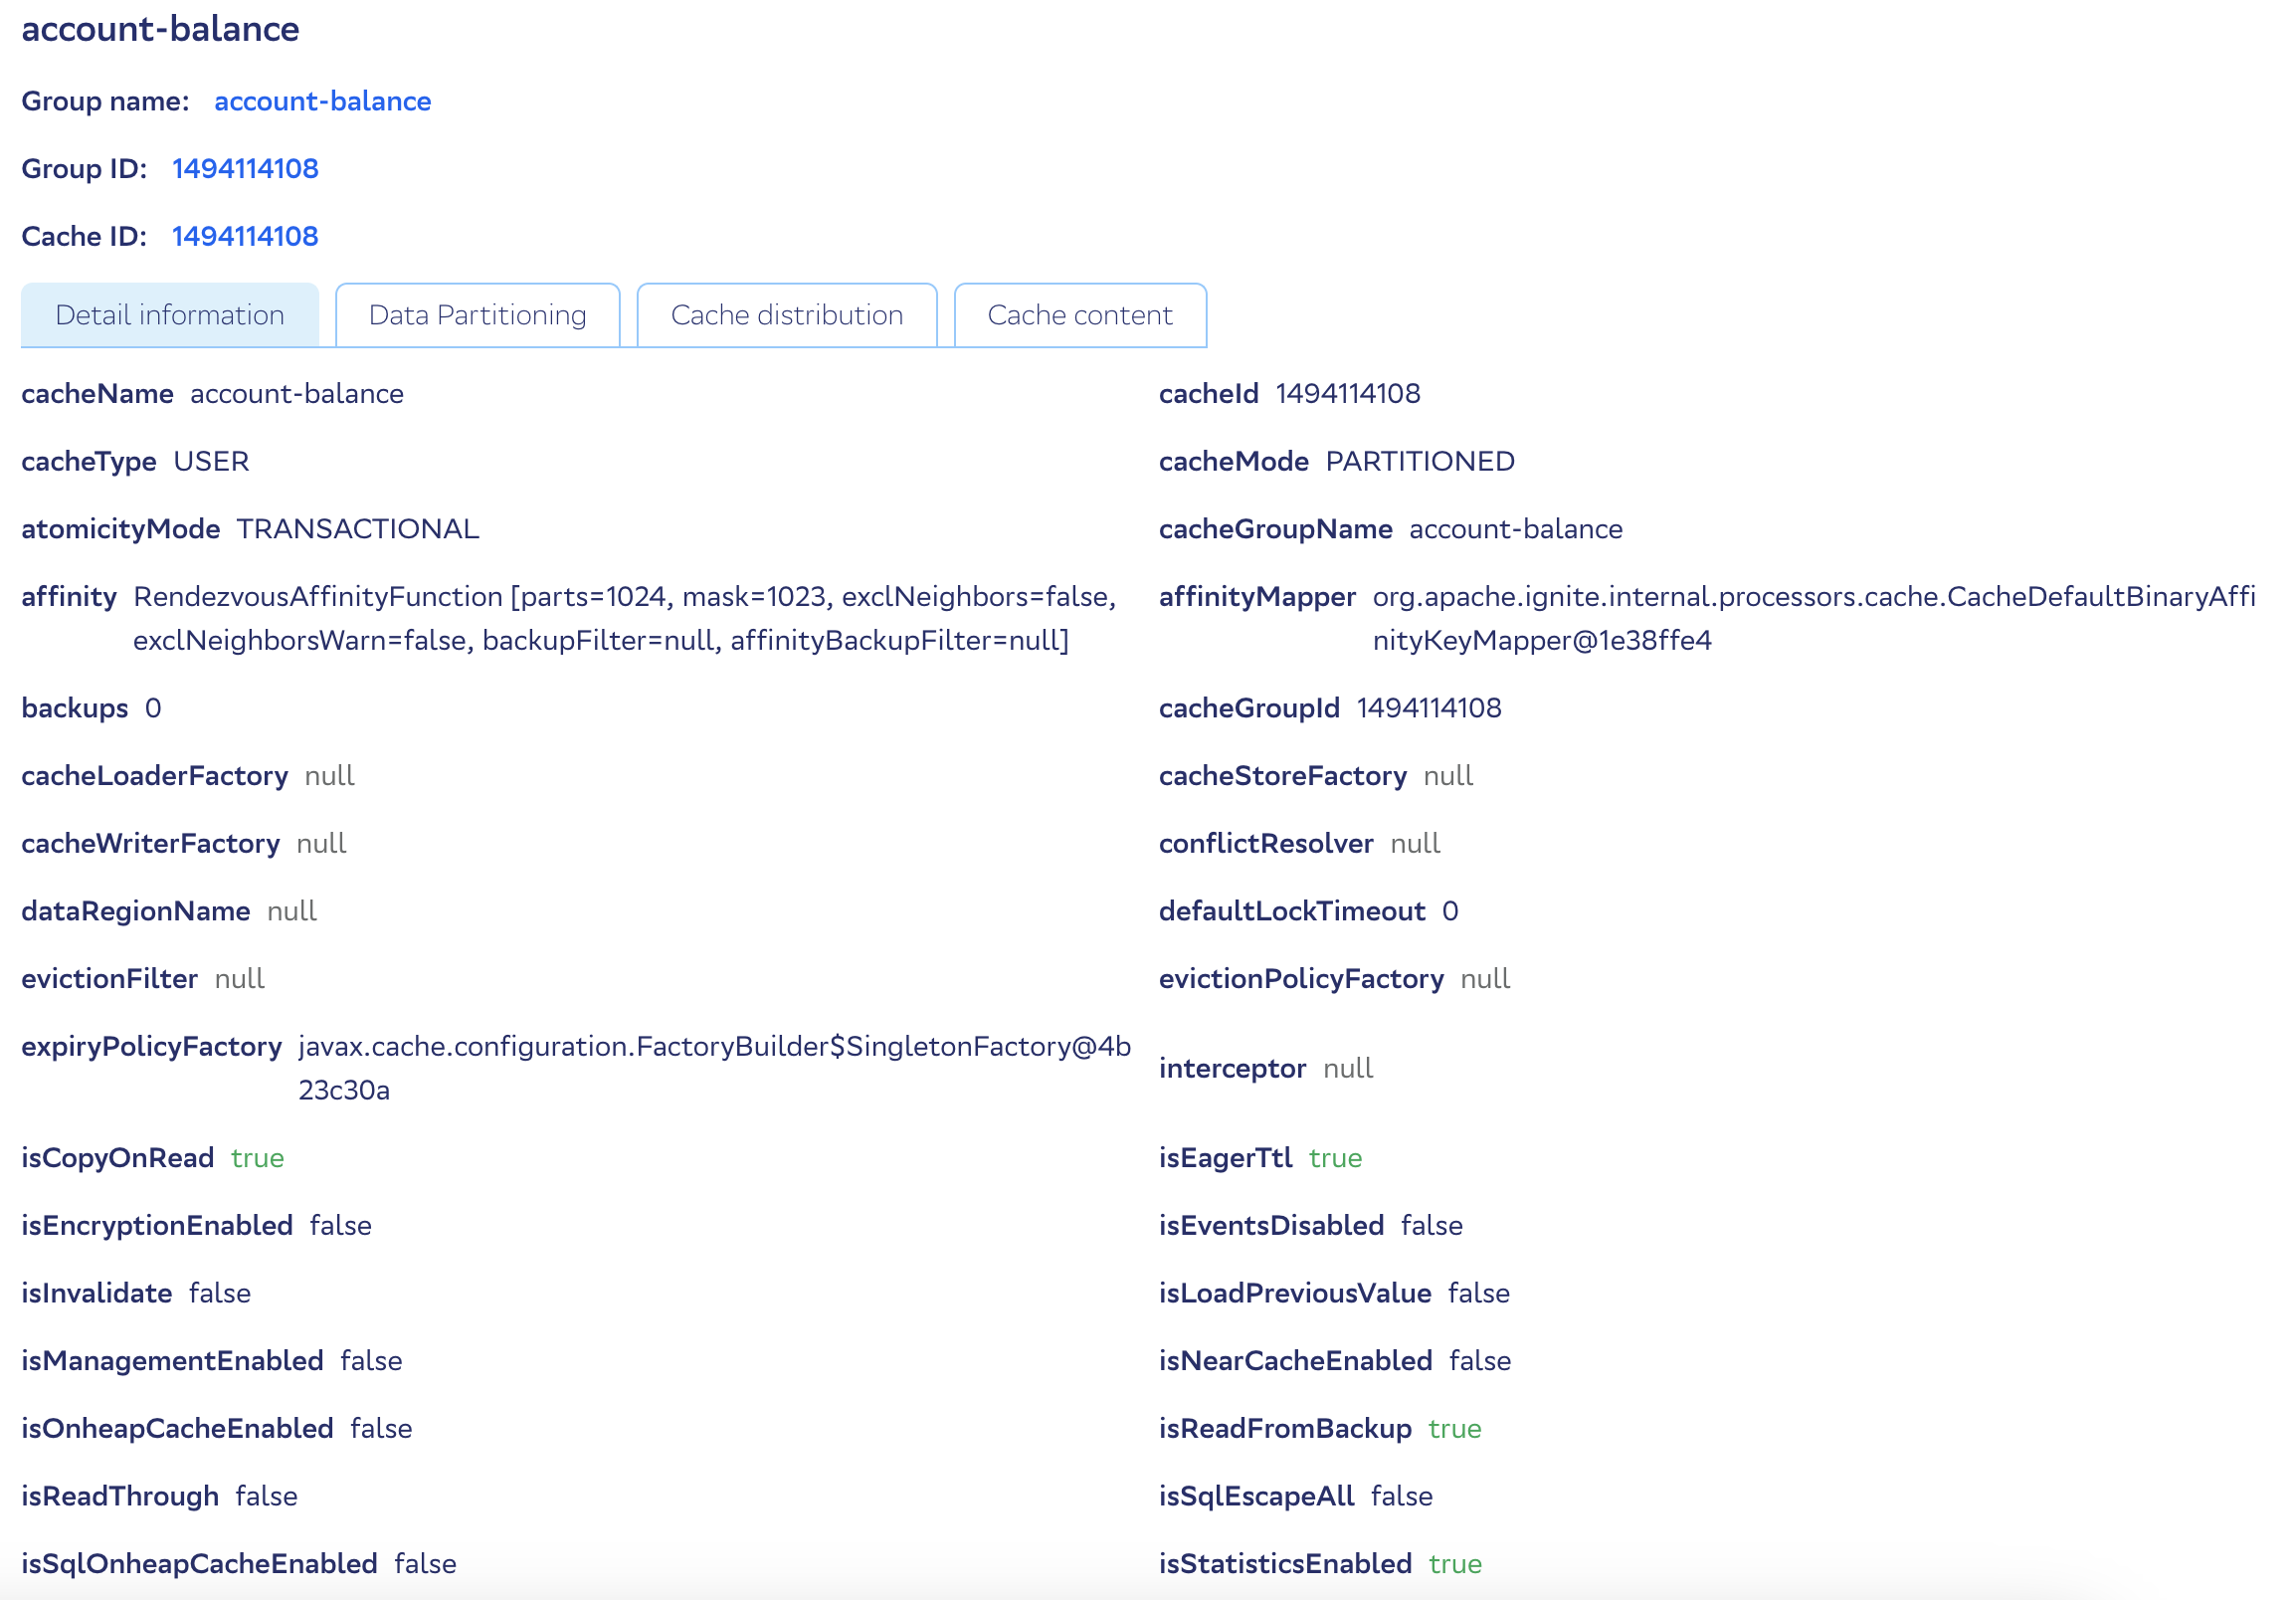 account-balance
Group name: account-balance
Group ID: 1494114108
Cache ID: 1494114108
Detail information Data Partitioning Cache distribution Cache content
cacheName account-balance cacheId 1494114108
cacheType USER cacheMode PARTITIONED
atomicityMode TRANSACTIONAL cacheGroupName account-balance
affinity RendezvousAffinityFunction [parts=1024, mask=1023, exclNeighbors=false, affinityMapper org.apache.ignite.internal.processors.cache.CacheDefaultBinaryAffi
exclNeighborsWarn=false, backupFilter=null, affinityBackupFilter=null] nityKeyMapper@1e38ffe4
backups 0 cacheGroupId 1494114108
cacheLoaderFactory null cacheStoreFactory null
cacheWriterFactory null conflictResolver null
dataRegionName null defaultLockTimeout 0
evictionFilter null evictionPolicyFactory null
expiryPolicyFactory javax.cache.configuration.FactoryBuilder$SingletonFactory@4b
23c30a
interceptor null
isCopyOnRead true isEagerTtl true
isEncryptionEnabled false isEventsDisabled false
isInvalidate false isLoadPreviousValue false
isManagementEnabled false isNearCacheEnabled false
isOnheapCacheEnabled false isReadFromBackup true
isReadThrough false isSqlEscapeAll false
isSqlOnheapCacheEnabled false isStatisticsEnabled true